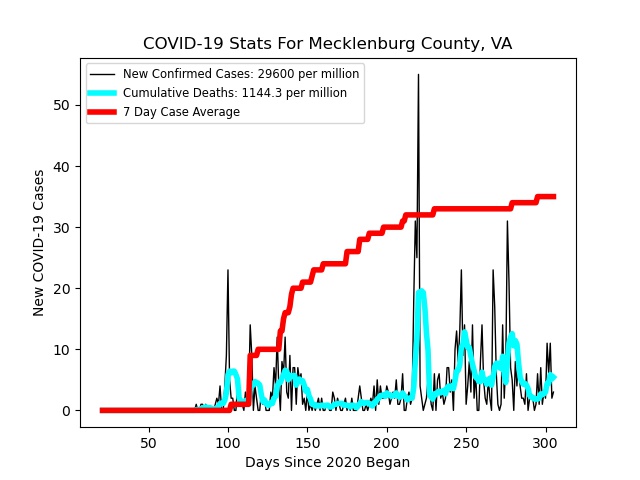 COVID-19 Stats For Mecklenburg County, VA
New Confirmed Cases: 29600 per million
Cumulative Deaths: 1144.3 per million
7 Day Case Average
New COVID-19 Cases
50
40
30
20
10
0
50 100 150 200 250 300
Days Since 2020 Began